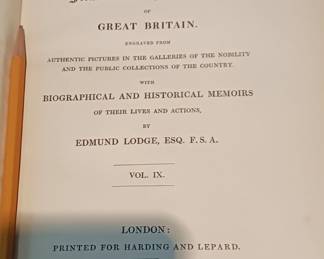 OF
GREAT BRITAIN.
ENGRAVED FROM
AUTHENTIC PICTURES IN THE GALLERIES OF THE NOBILITY
AND THE PUBLIC COLLECTIONS OF THE COUNTRY.
WITH
BIOGRAPHICAL AND HISTORICAL MEMOIRS
OF THEIR LIVES AND ACTIONS,
BY
EDMUND LODGE, ESQ. F. S. A.
VOL. IX.
LONDON:
PRINTED FOR HARDING AND LEPARD.